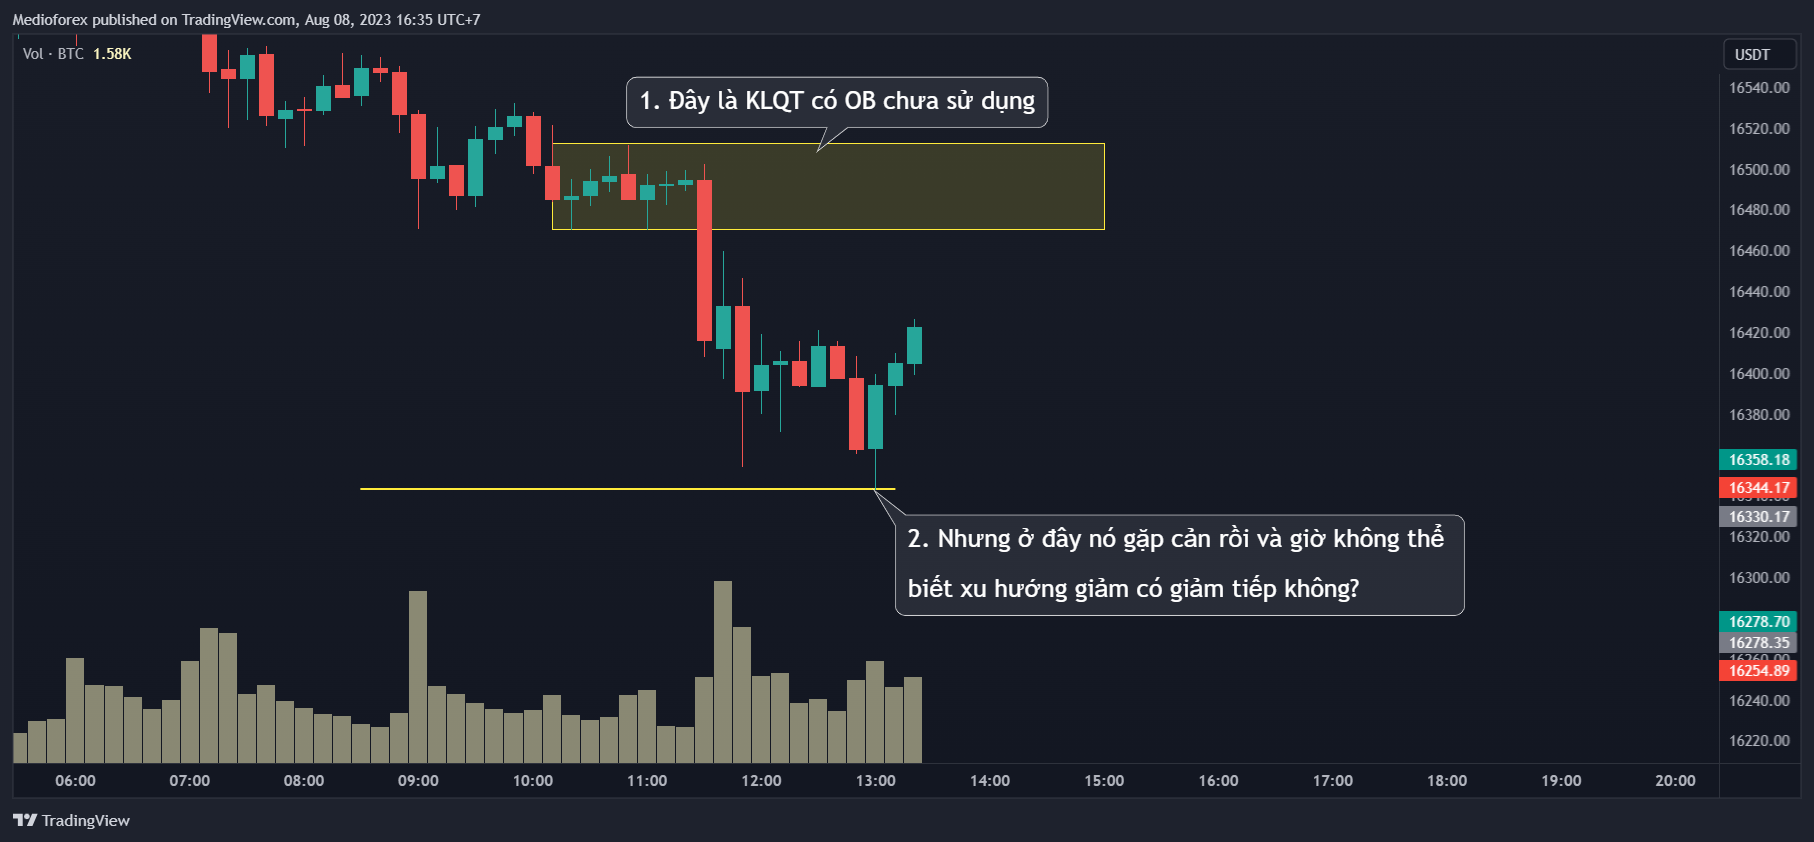 Medioforex published on TradingView.com, Aug 08, 2023 16:35 UTC+7
Vol · BTC 1.58K
USDT
1. Đây là KLQT có OB chưa sử dụng
16540.00
16520.00
16500.00
16480.00
16460.00
16440.00
16420.00
16400.00
16380.00
16358.18
16344.17
16330.17
16320.00
16300.00
16278.70
16278.35
16260.00
16254.89
16240.00
16220.00
2. Nhưng ở đây nó gặp cản rồi và giờ không thể
biết xu hướng giảm có giảm tiếp không?
06:00 07:00 08:00 09:00 10:00 11:00 12:00 13:00 14:00 15:00 16:00 17:00 18:00 19:00 20:00
TradingView